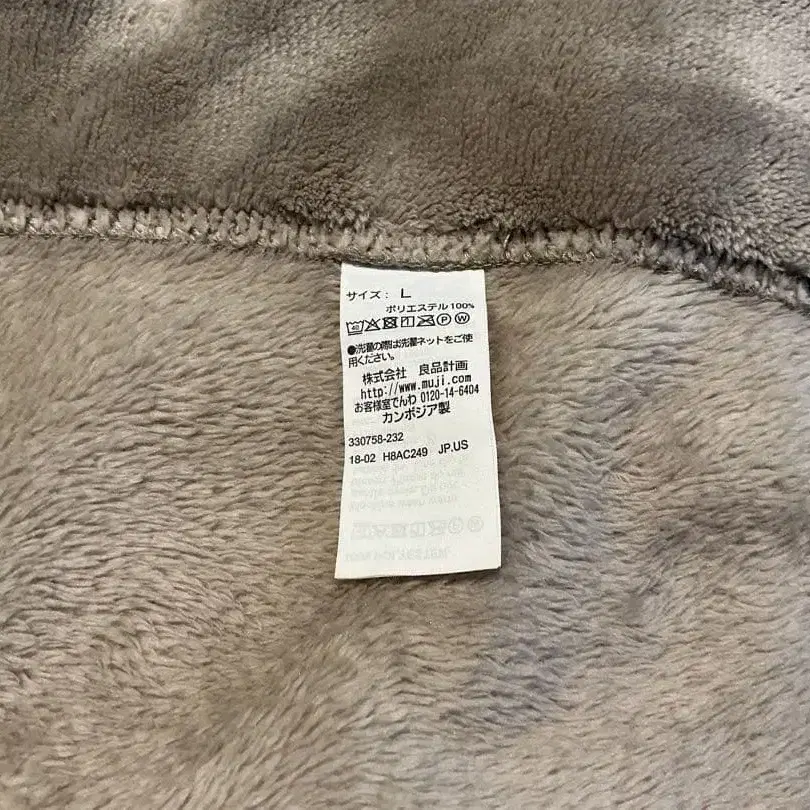 サイズ： L
ポリエステル100%
40 P W
●洗濯の際は洗濯ネットをご使
用ください。
株式会社 良品計画
http://www.muji.com
お客様室でんわ 0120-14-6404
カンボジア製
330758-232
18-02 H8AC249 JP.US